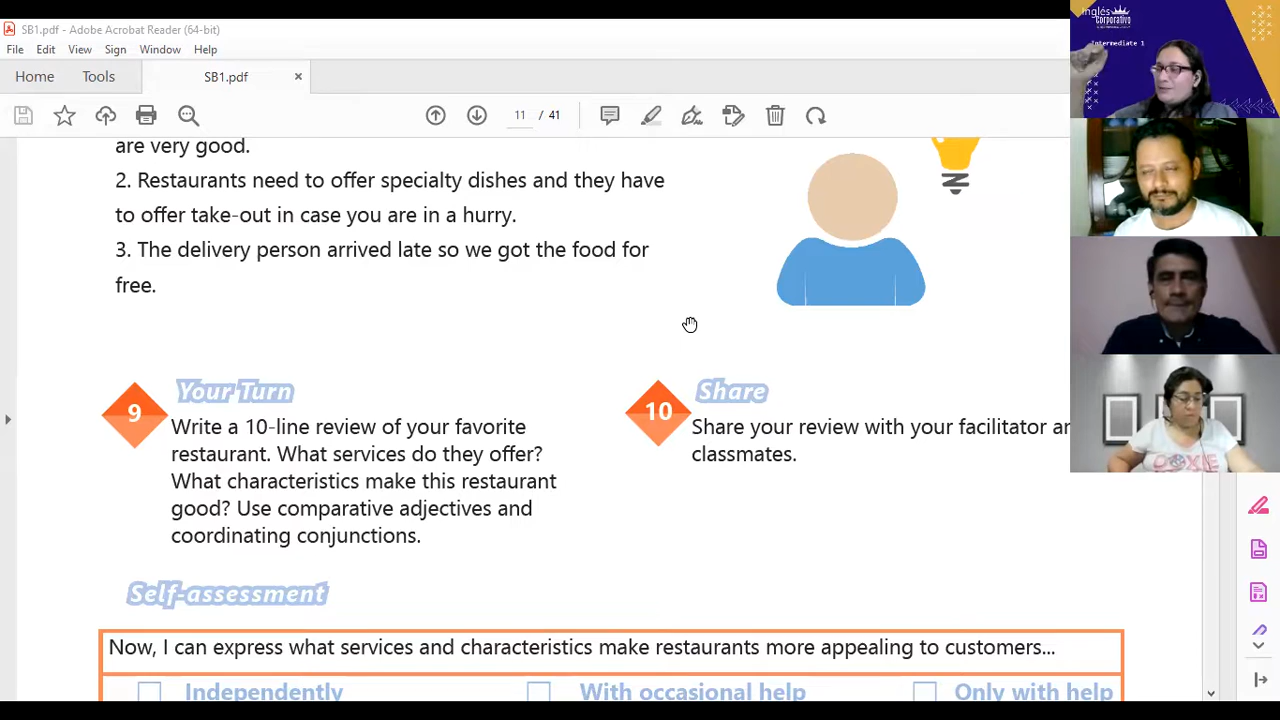 SB1.pdf - Adobe Acrobat Reader (64-bit)
File Edit View Sign Window Help
Home Tools SB1.pdf ×
11 / 41
are very good.
2. Restaurants need to offer specialty dishes and they have
to offer take-out in case you are in a hurry.
3. The delivery person arrived late so we got the food for
free.
9 Your Turn
Write a 10-line review of your favorite
restaurant. What services do they offer?
What characteristics make this restaurant
good? Use comparative adjectives and
coordinating conjunctions.
10 Share
Share your review with your facilitator ar
classmates.
Self-assessment
Now, I can express what services and characteristics make restaurants more appealing to customers...
Independently With occasional help Only with help
Inglés
Corporativo
Intermediate 1